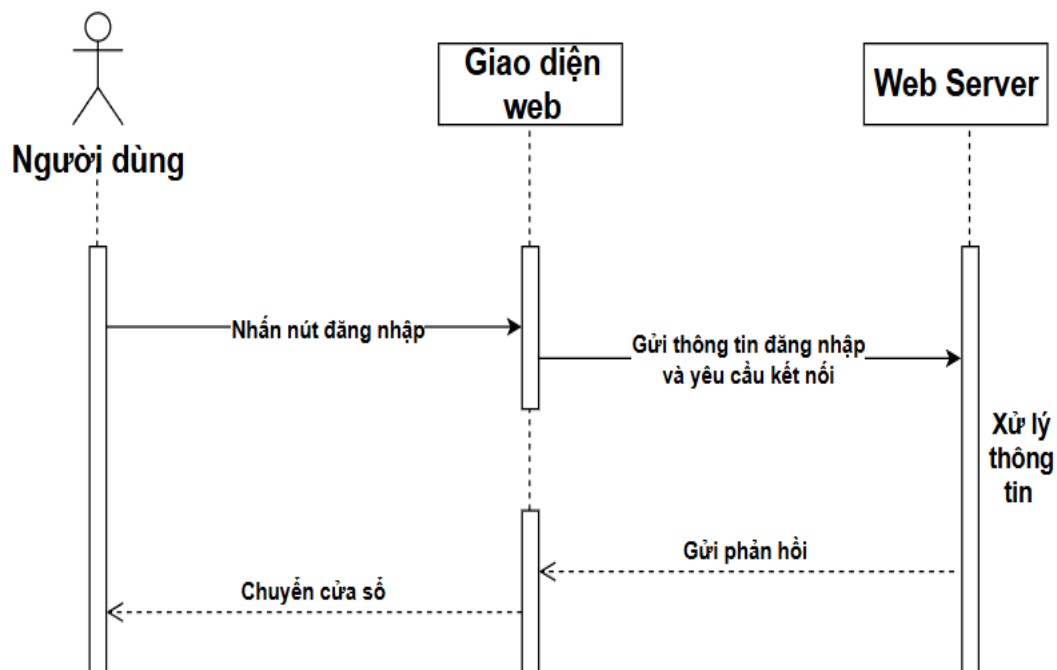 Người dùng
Giao diện
web
Web Server
Nhấn nút đăng nhập
Gửi thông tin đăng nhập
và yêu cầu kết nối
Xử lý
thông
tin
Gửi phản hồi
Chuyển cửa sổ